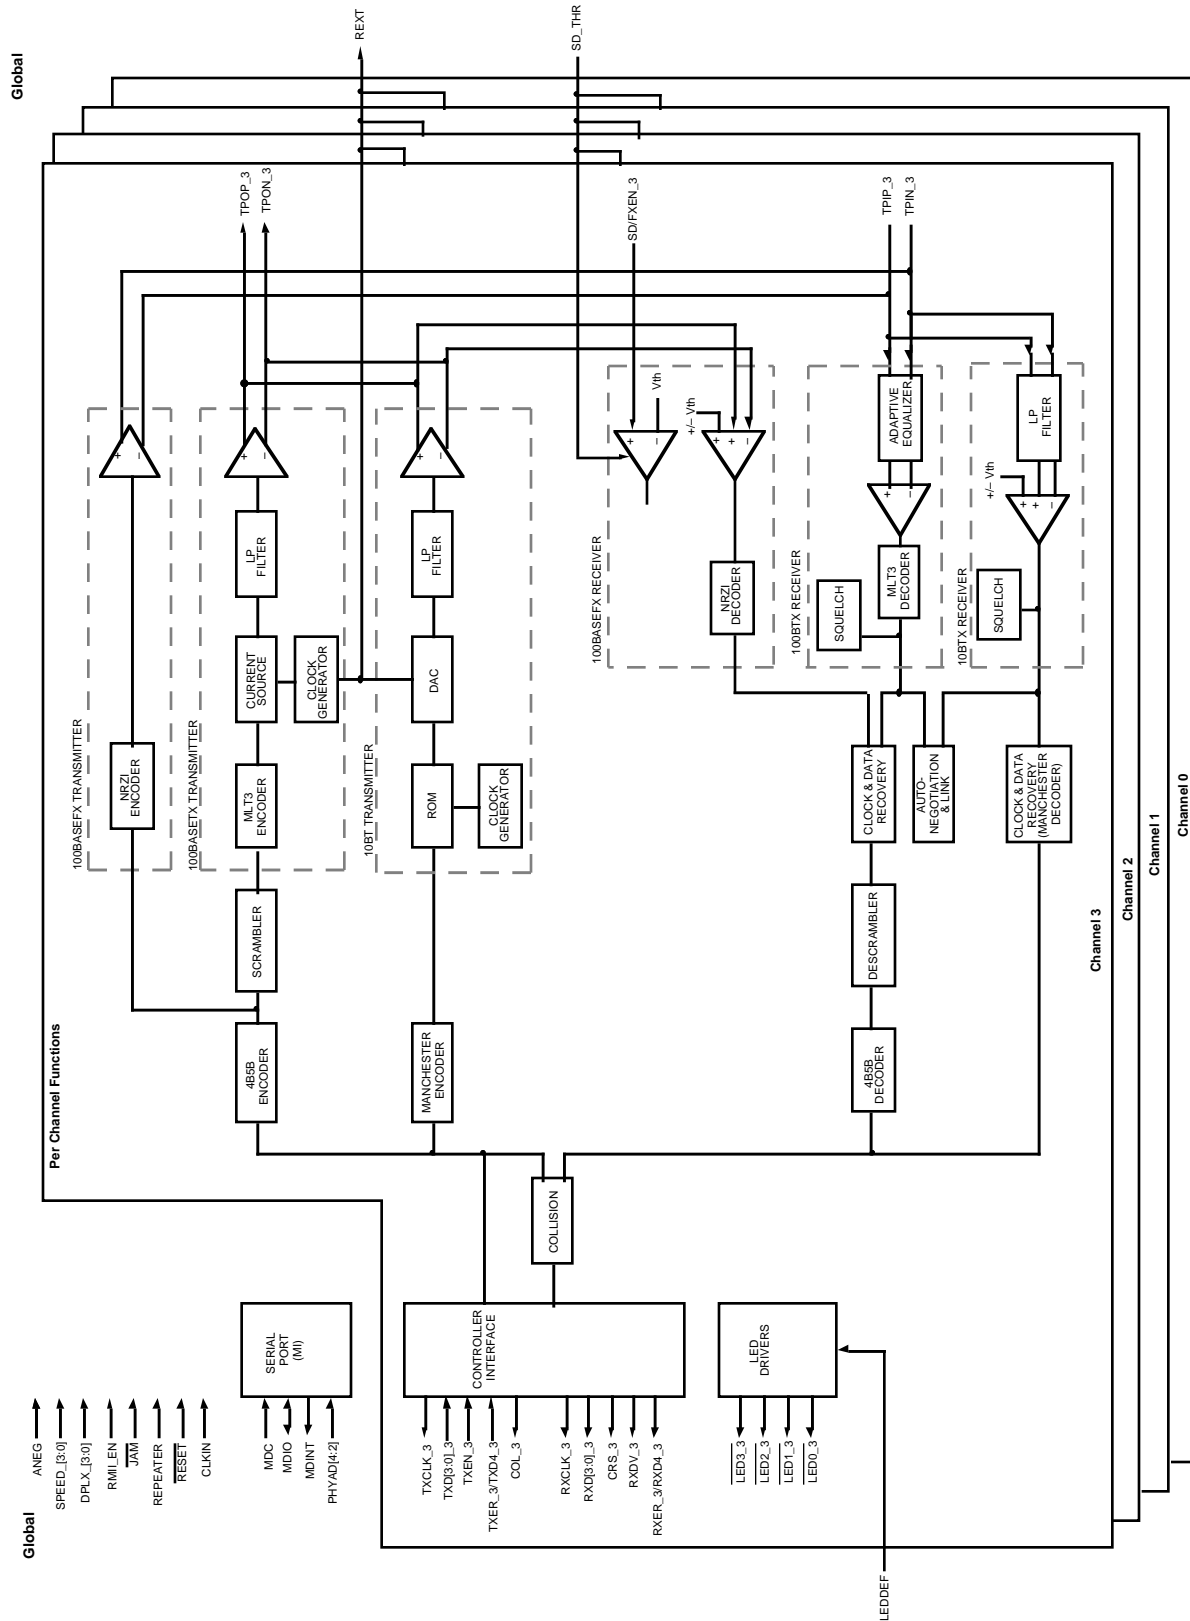 Global
ANEG
SPEED_[3:0]
DPLX_[3:0]
RMII_EN
JAM
REPEATER
RESET
CLKIN
MDC
MDIO
MDINT
PHYAD[4:2]
SERIAL
PORT
(MI)
TXCLK_3
TXD[3:0]_3
TXEN_3
TXER_3/TXD4_3
COL_3
RXCLK_3
RXD[3:0]_3
CRS_3
RXDV_3
RXER_3/RXD4_3
CONTROLLER
INTERFACE
LED3_3
LED2_3
LED1_3
LED0_3
LED
DRIVERS
LEDDEF
COLLISION
Per Channel Functions
4B5B
ENCODER
SCRAMBLER
MANCHESTER
ENCODER
100BASEFX TRANSMITTER
NRZI
ENCODER
+
–
100BASETX TRANSMITTER
MLT3
ENCODER
CURRENT
SOURCE
CLOCK
GENERATOR
LP
FILTER
+
–
10BT TRANSMITTER
ROM
CLOCK
GENERATOR
DAC
LP
FILTER
+
–
4B5B
DECODER
DESCRAMBLER
CLOCK & DATA
RECOVERY
AUTO-
NEGOTIATION
& LINK
CLOCK & DATA
RECOVERY
(MANCHESTER
DECODER)
100BASEFX RECEIVER
NRZI
DECODER
+
–
Vth
+/– Vth
+
+
–
100BTX RECEIVER
SQUELCH
MLT3
DECODER
+
–
ADAPTIVE
EQUALIZER
10BTX RECEIVER
SQUELCH
+/– Vth
+
+
–
LP
FILTER
TPOP_3
TPON_3
REXT
SD_THR
SD/FXEN_3
TPIP_3
TPIN_3
Global
Channel 3
Channel 2
Channel 1
Channel 0